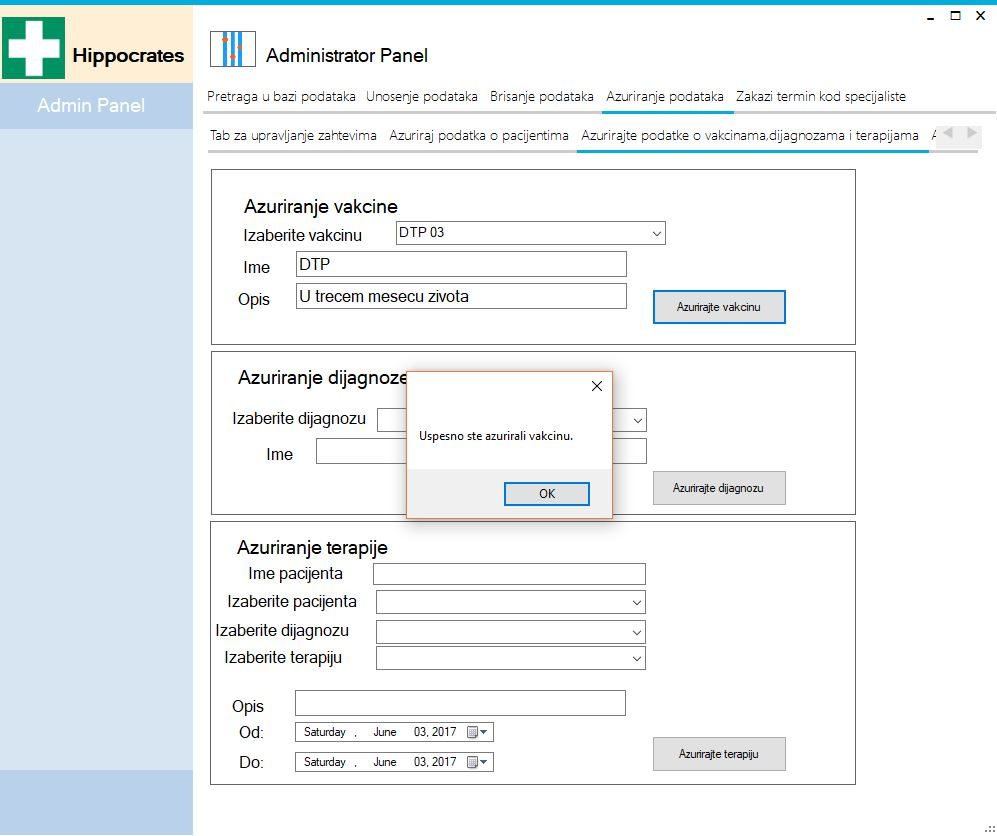 Hippocrates
Admin Panel
Administrator Panel
Pretraga u bazi podataka Unosenje podataka Brisanje podataka Azuriranje podataka Zakazi termin kod specijaliste
Tab za upravljanje zahtevima Azuriraj podatka o pacijentima Azurirajte podatke o vakcinama,dijagnozama i terapijama
Azuriranje vakcine
Izaberite vakcinu DTP 03
Ime DTP
Opis U trecem mesecu zivota
Azurirajte vakcinu
Azuriranje dijagnoze
Izaberite dijagnozu
Ime
Azurirajte dijagnozu
Uspesno ste azurirali vakcinu.
OK
Azuriranje terapije
Ime pacijenta
Izaberite pacijenta
Izaberite dijagnozu
Izaberite terapiju
Opis
Od: Saturday , June 03, 2017
Do: Saturday , June 03, 2017
Azurirajte terapiju